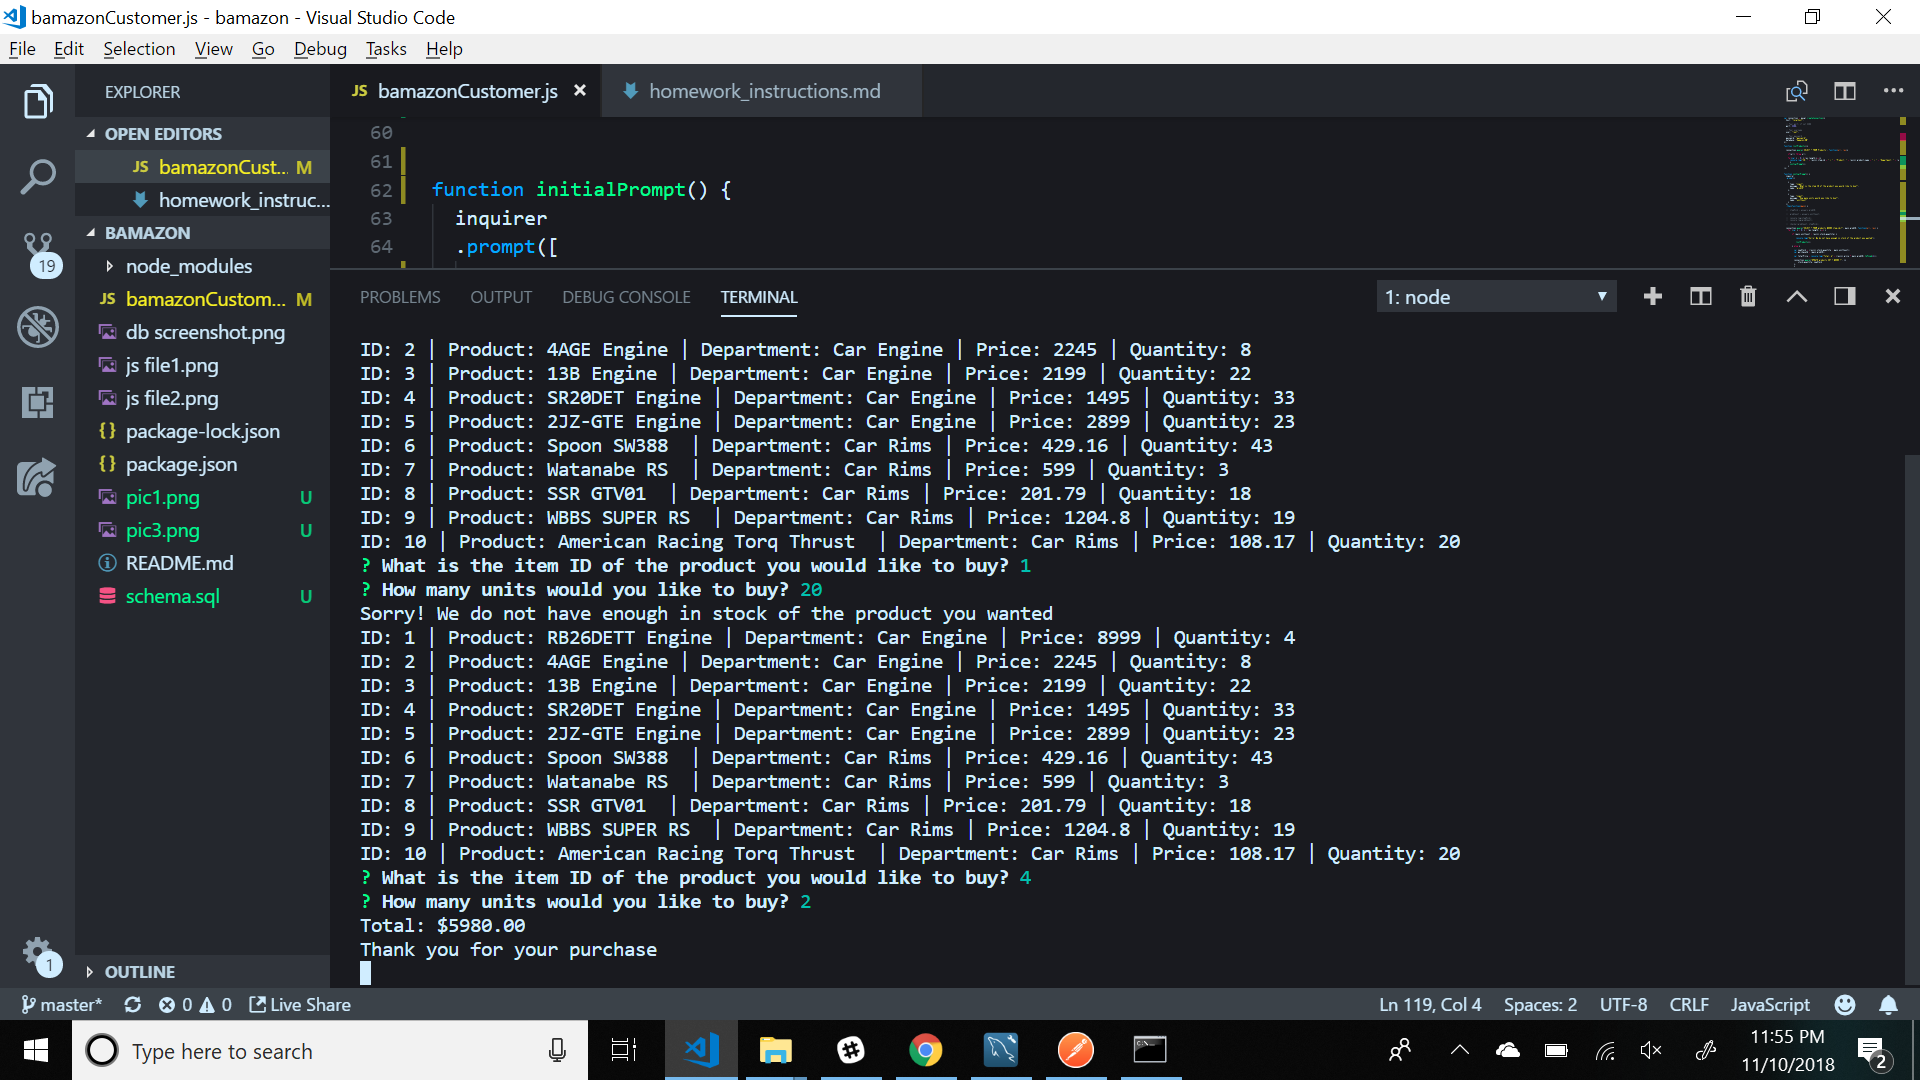 bamazonCustomer.js - bamazon - Visual Studio Code
File Edit Selection View Go Debug Tasks Help
EXPLORER
OPEN EDITORS
JS bamazonCust... M
homework_instruc...
BAMAZON
node_modules
JS bamazonCustom... M
db screenshot.png
js file1.png
js file2.png
{} package-lock.json
{} package.json
pic1.png U
pic3.png U
README.md
schema.sql U
OUTLINE
19
1
JS bamazonCustomer.js
homework_instructions.md
60
61
62 function initialPrompt() {
63 inquirer
64 .prompt([
PROBLEMS OUTPUT DEBUG CONSOLE TERMINAL
1: node
ID: 2 | Product: 4AGE Engine | Department: Car Engine | Price: 2245 | Quantity: 8
ID: 3 | Product: 13B Engine | Department: Car Engine | Price: 2199 | Quantity: 22
ID: 4 | Product: SR20DET Engine | Department: Car Engine | Price: 1495 | Quantity: 33
ID: 5 | Product: 2JZ-GTE Engine | Department: Car Engine | Price: 2899 | Quantity: 23
ID: 6 | Product: Spoon SW388  | Department: Car Rims | Price: 429.16 | Quantity: 43
ID: 7 | Product: Watanabe RS  | Department: Car Rims | Price: 599 | Quantity: 3
ID: 8 | Product: SSR GTV01  | Department: Car Rims | Price: 201.79 | Quantity: 18
ID: 9 | Product: WBBS SUPER RS  | Department: Car Rims | Price: 1204.8 | Quantity: 19
ID: 10 | Product: American Racing Torq Thrust  | Department: Car Rims | Price: 108.17 | Quantity: 20
? What is the item ID of the product you would like to buy? 1
? How many units would you like to buy? 20
Sorry! We do not have enough in stock of the product you wanted
ID: 1 | Product: RB26DETT Engine | Department: Car Engine | Price: 8999 | Quantity: 4
ID: 2 | Product: 4AGE Engine | Department: Car Engine | Price: 2245 | Quantity: 8
ID: 3 | Product: 13B Engine | Department: Car Engine | Price: 2199 | Quantity: 22
ID: 4 | Product: SR20DET Engine | Department: Car Engine | Price: 1495 | Quantity: 33
ID: 5 | Product: 2JZ-GTE Engine | Department: Car Engine | Price: 2899 | Quantity: 23
ID: 6 | Product: Spoon SW388  | Department: Car Rims | Price: 429.16 | Quantity: 43
ID: 7 | Product: Watanabe RS  | Department: Car Rims | Price: 599 | Quantity: 3
ID: 8 | Product: SSR GTV01  | Department: Car Rims | Price: 201.79 | Quantity: 18
ID: 9 | Product: WBBS SUPER RS  | Department: Car Rims | Price: 1204.8 | Quantity: 19
ID: 10 | Product: American Racing Torq Thrust  | Department: Car Rims | Price: 108.17 | Quantity: 20
? What is the item ID of the product you would like to buy? 4
? How many units would you like to buy? 2
Total: $5980.00
Thank you for your purchase
master* 0 0 Live Share Ln 119, Col 4 Spaces: 2 UTF-8 CRLF JavaScript
Type here to search
11:55 PM
11/10/2018
2